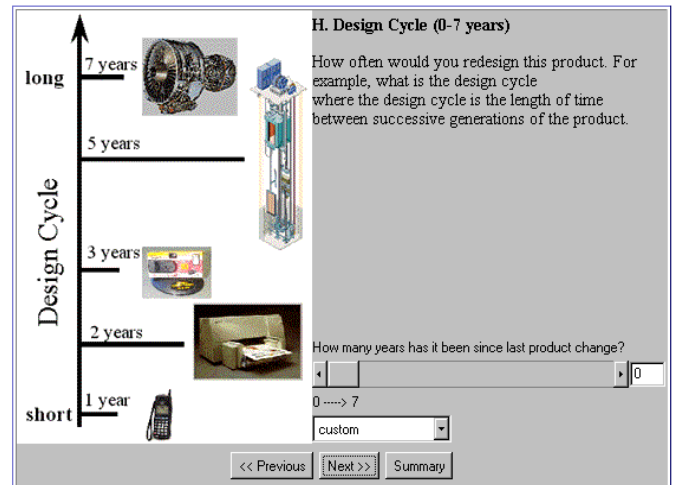 7 years
long
5 years
Design Cycle
3 years
2 years
1 year
short
H. Design Cycle (0-7 years)
How often would you redesign this product. For
example, what is the design cycle
where the design cycle is the length of time
between successive generations of the product.
How many years has it been since last product change?
0
0 -----> 7
custom
<< Previous
Next >>
Summary